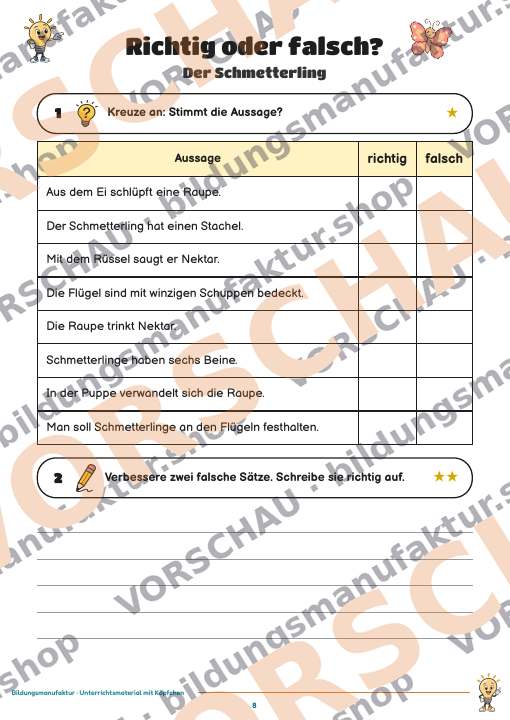 Richtig oder falsch?
Der Schmetterling
1 ? Kreuze an: Stimmt die Aussage? ★
Aussage richtig falsch
Aus dem Ei schlüpft eine Raupe.
Der Schmetterling hat einen Stachel.
Mit dem Rüssel saugt er Nektar.
Die Flügel sind mit winzigen Schuppen bedeckt.
Die Raupe trinkt Nektar.
Schmetterlinge haben sechs Beine.
In der Puppe verwandelt sich die Raupe.
Man soll Schmetterlinge an den Flügeln festhalten.
2 Verbessere zwei falsche Sätze. Schreibe sie richtig auf. ★★
Bildungsmanufaktur · Unterrichtsmaterial mit Köpfchen
8
VORSCHAU · bildungsmanufaktur.shop
VORSCHAU